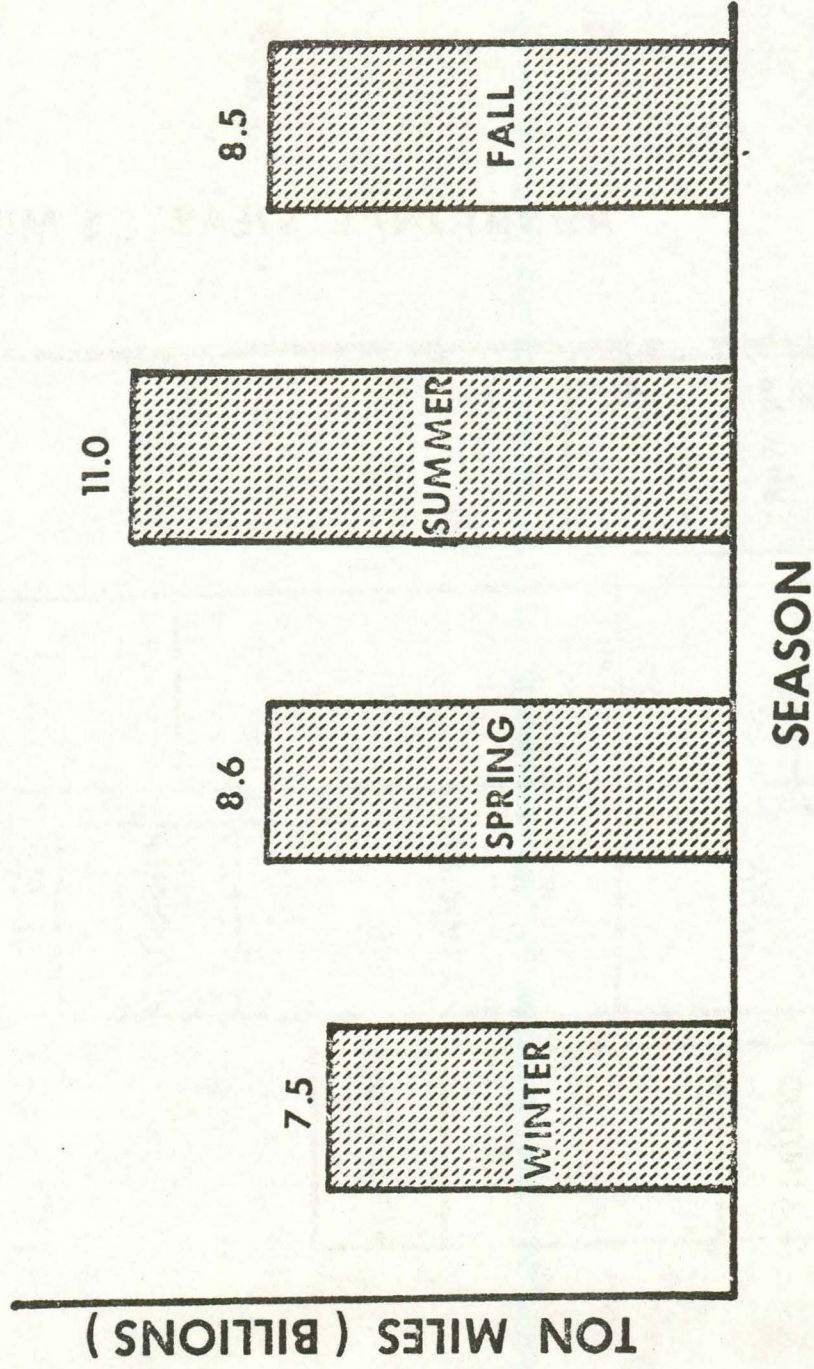 TON MILES ( BILLIONS )
7.5
8.6
11.0
8.5
WINTER
SPRING
SUMMER
FALL
SEASON